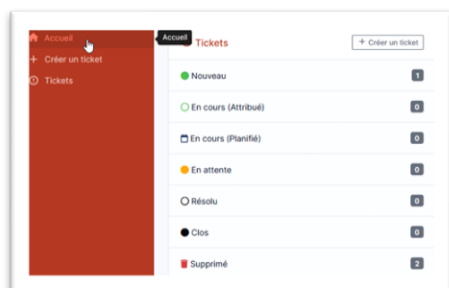 Accueil
Créer un ticket
Tickets
Accueil
Tickets
+ Créer un ticket
Nouveau 1
En cours (Attribué) 0
En cours (Planifié) 0
En attente 0
Résolu 0
Clos 0
Supprimé 2